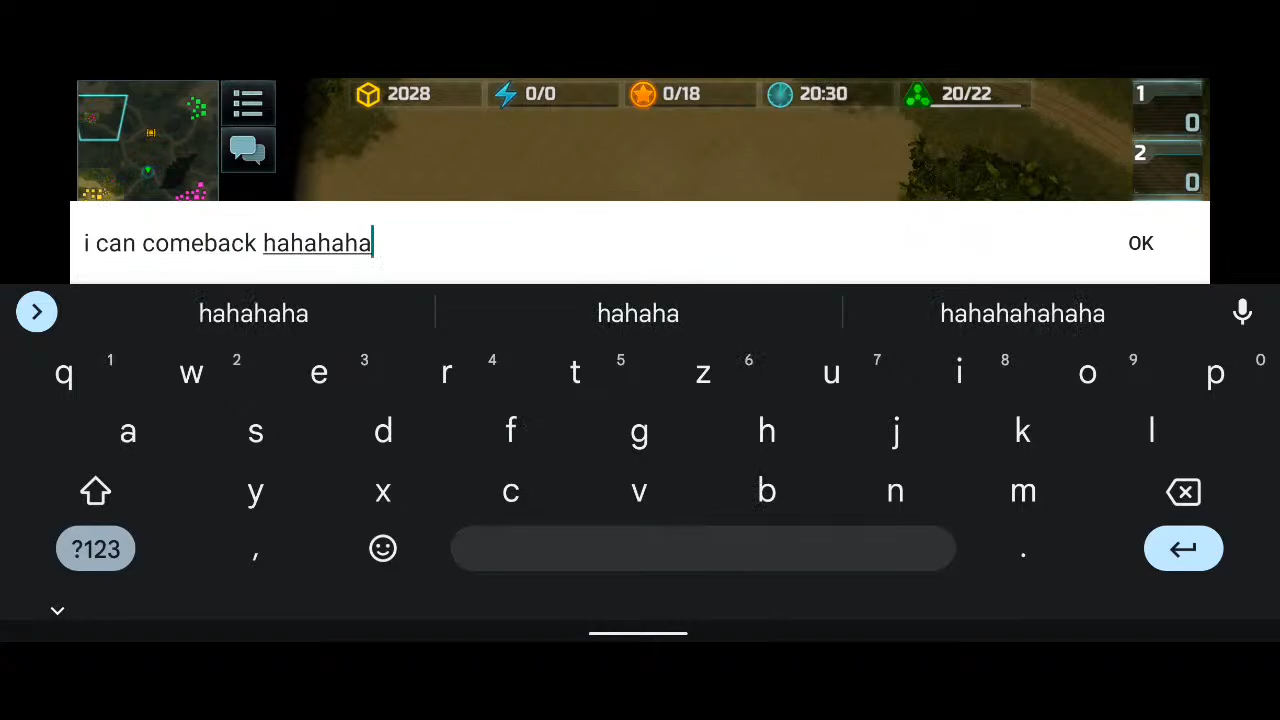 2028 0/0 0/18 20:30 20/22 1
0
2
0
i can comeback hahahaha OK
hahahaha hahaha hahahahahaha
q 1 w 2 e 3 r 4 t 5 z 6 u 7 i 8 o 9 p 0
a s d f g h j k l
y x c v b n m
?123 , .